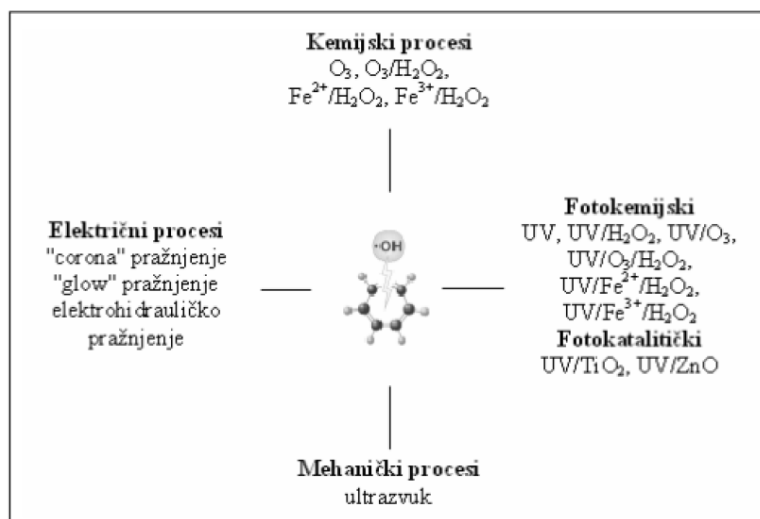 Kemijski procesi
O₃, O₃/H₂O₂,
Fe²⁺/H₂O₂, Fe³⁺/H₂O₂
Električni procesi
"corona" pražnjenje
"glow" pražnjenje
elektrohidrauličko
pražnjenje
·OH
Fotokemijski
UV, UV/H₂O₂, UV/O₃,
UV/O₃/H₂O₂,
UV/Fe²⁺/H₂O₂,
UV/Fe³⁺/H₂O₂
Fotokatalitički
UV/TiO₂, UV/ZnO
Mehanički procesi
ultrazvuk